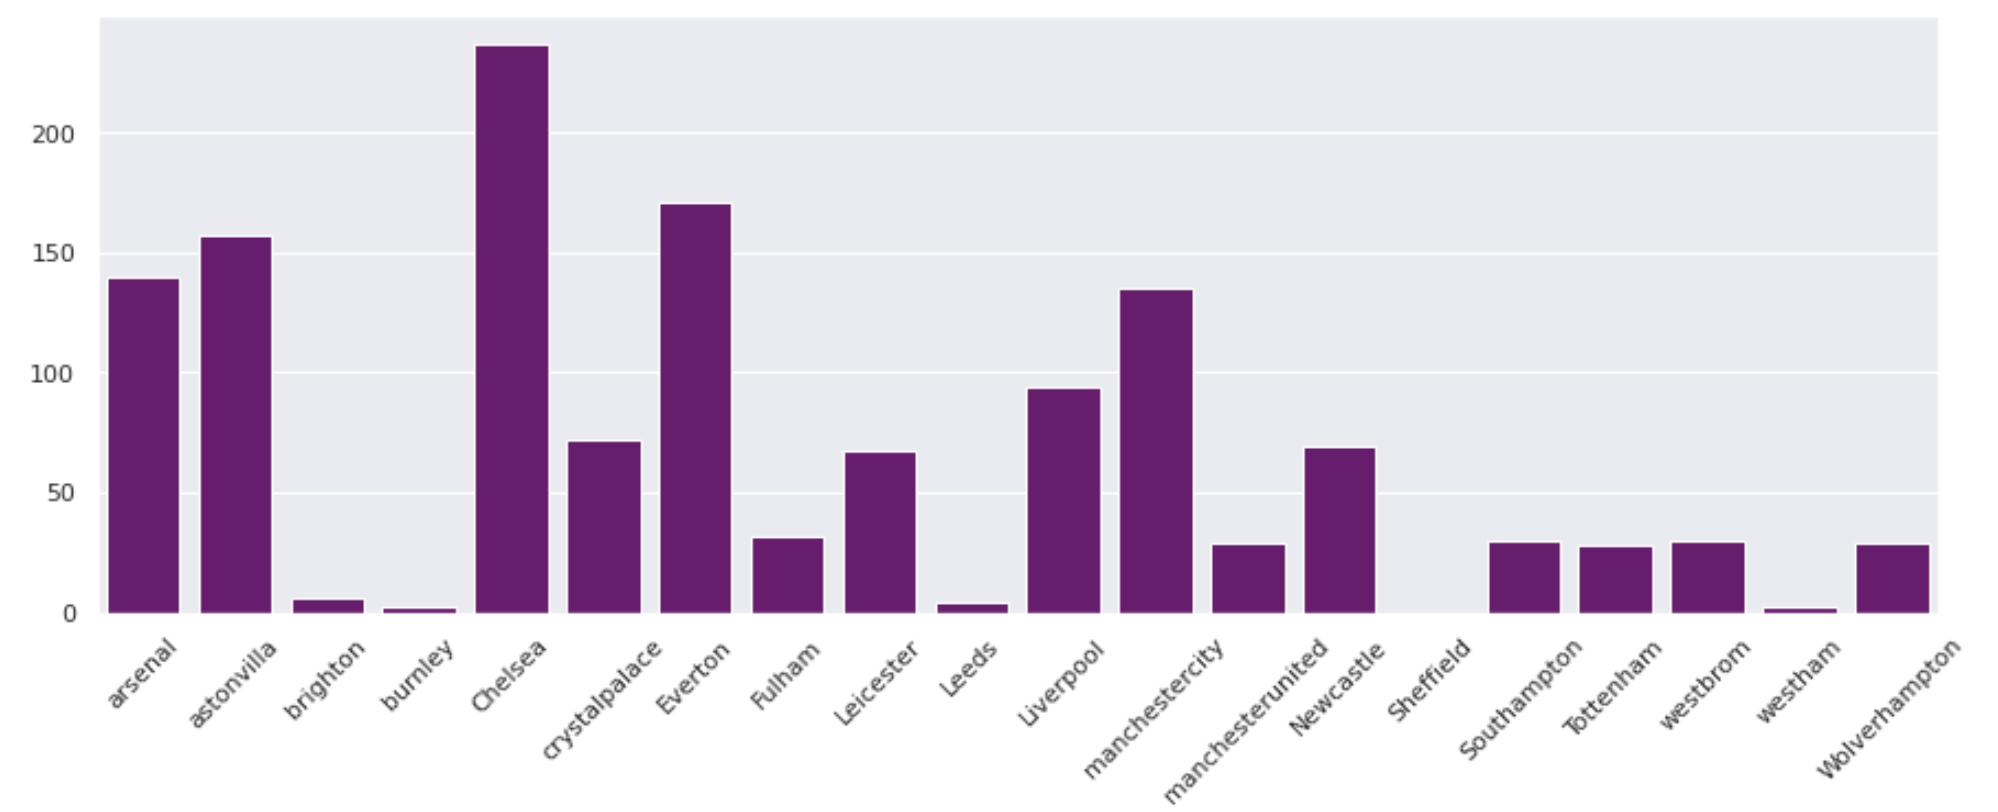 200
150
100
50
0
arsenal
astonvilla
brighton
burnley
Chelsea
crystalpalace
Everton
Fulham
Leicester
Leeds
Liverpool
manchestercity
manchesterunited
Newcastle
Sheffield
Southampton
Tottenham
westbrom
westham
Wolverhampton